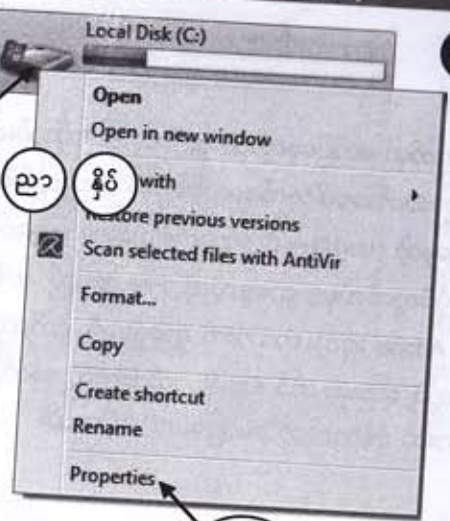 Local Disk (C:)
Open
Open in new window
ညာ နှိပ် with
Restore previous versions
Scan selected files with AntiVir
Format...
Copy
Create shortcut
Rename
Properties